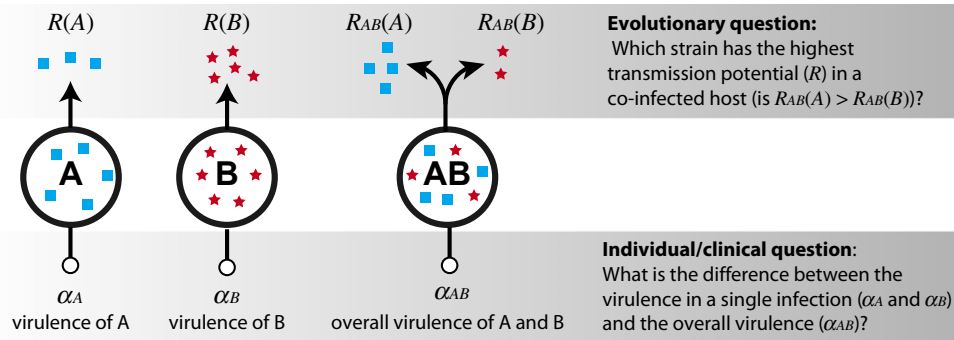 R(A)
R(B)
RAB(A)
RAB(B)
Evolutionary question:
Which strain has the highest
transmission potential (R) in a
co-infected host (is RAB(A) > RAB(B))?
A
B
AB
αA
virulence of A
αB
virulence of B
αAB
overall virulence of A and B
Individual/clinical question:
What is the difference between the
virulence in a single infection (αA and αB)
and the overall virulence (αAB)?